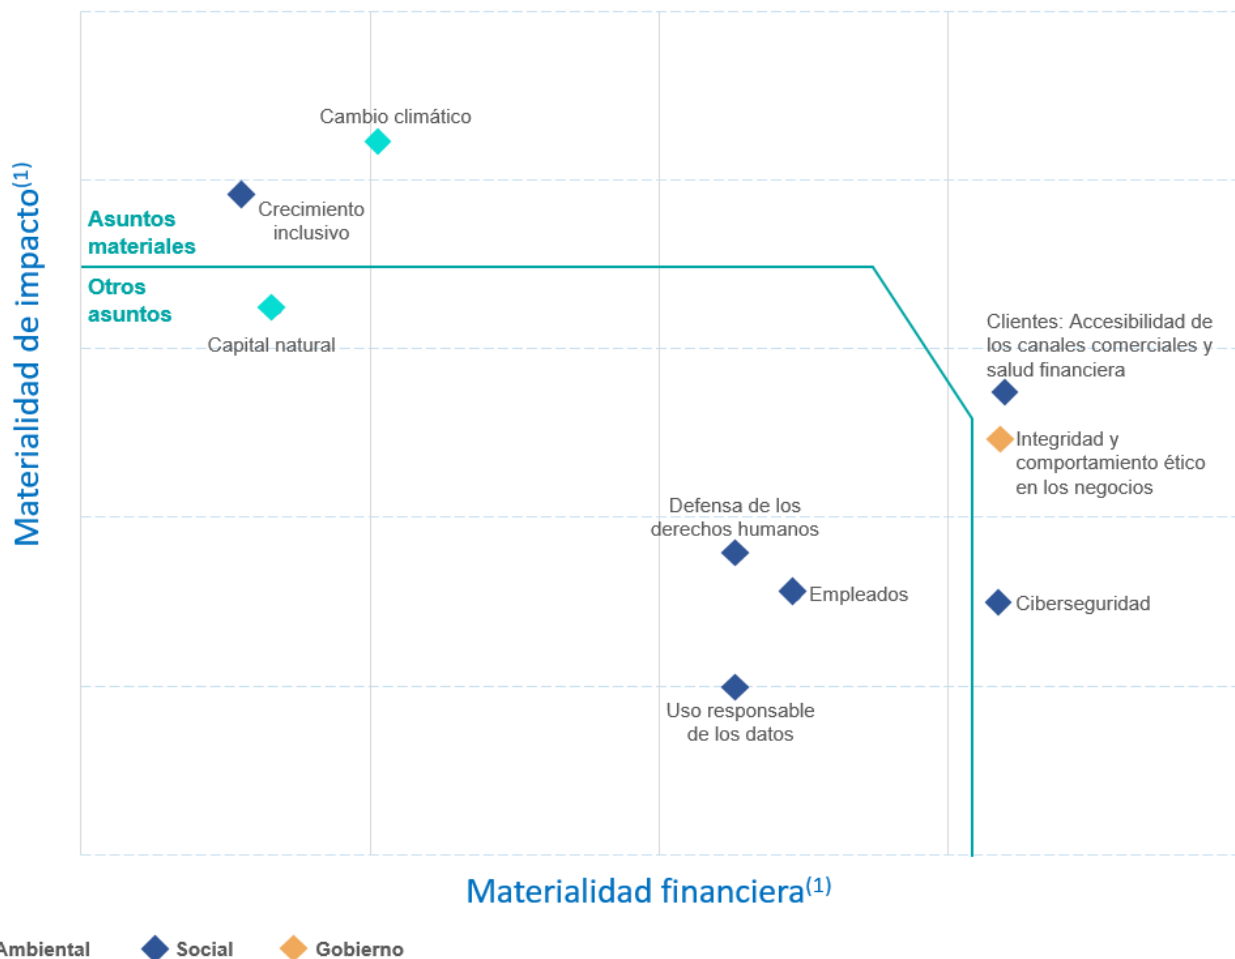 Cambio climático
Crecimiento
inclusivo
Asuntos
materiales
Otros
asuntos
Capital natural
Clientes: Accesibilidad de
los canales comerciales y
salud financiera
Integridad y
comportamiento ético
en los negocios
Defensa de los
derechos humanos
Empleados
Ciberseguridad
Uso responsable
de los datos
Materialidad de impacto(1)
Materialidad financiera(1)
Ambiental Social Gobierno